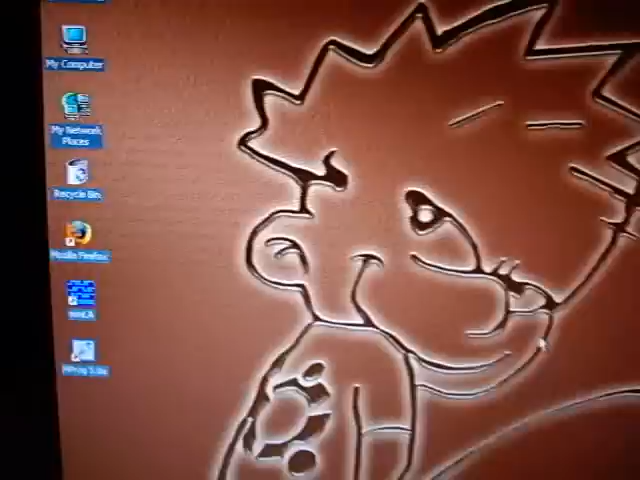 My Computer
My Network
Places
Recycle Bin
Mozilla Firefox